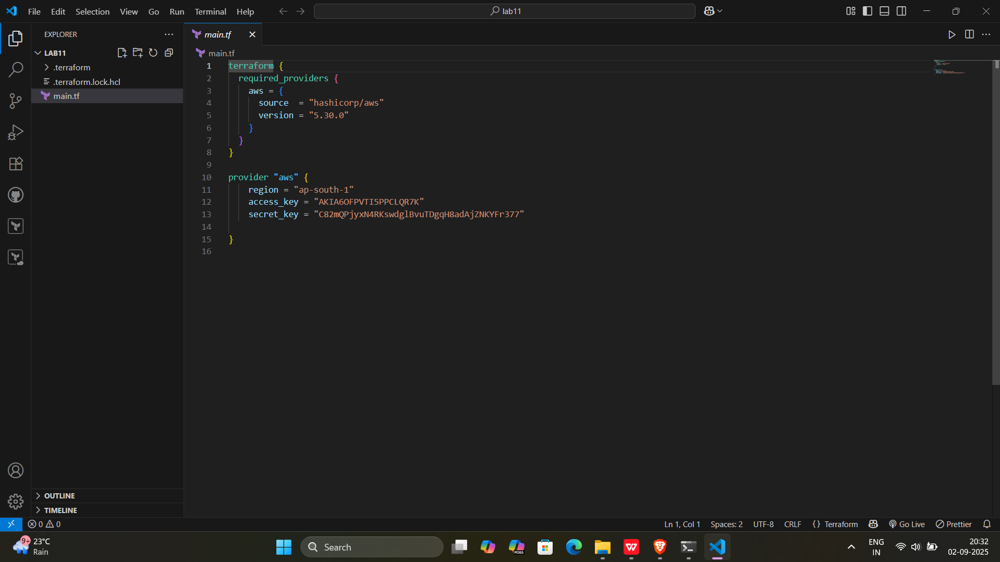 File Edit Selection View Go Run Terminal Help
lab11
EXPLORER
LAB11
.terraform
.terraform.lock.hcl
main.tf
main.tf
main.tf
1 terraform {
2 required_providers {
3 aws = {
4 source  = "hashicorp/aws"
5 version = "5.30.0"
6 }
7 }
8 }
9
10 provider "aws" {
11 region = "ap-south-1"
12 access_key = "AKIA6OFPVTI5PPCLQR7K"
13 secret_key = "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"
14
15 }
16
OUTLINE
TIMELINE
0 0
Ln 1, Col 1 Spaces: 2 UTF-8 CRLF {} Terraform Go Live Prettier
9+ 23°C
Rain
Search
M365
ENG
IN
20:32
02-09-2025